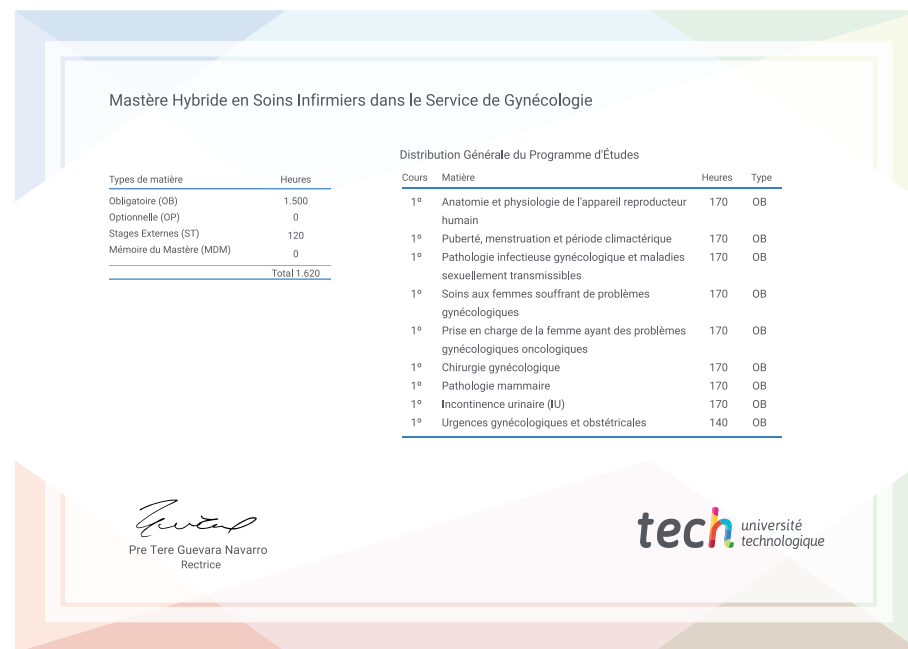 Mastère Hybride en Soins Infirmiers dans le Service de Gynécologie
Types de matière Heures
Obligatoire (OB) 1.500
Optionnelle (OP) 0
Stages Externes (ST) 120
Mémoire du Mastère (MDM) 0
Total 1.620
Distribution Générale du Programme d'Études
Cours Matière Heures Type
1º Anatomie et physiologie de l'appareil reproducteur 170 OB
humain
1º Puberté, menstruation et période climactérique 170 OB
1º Pathologie infectieuse gynécologique et maladies 170 OB
sexuellement transmissibles
1º Soins aux femmes souffrant de problèmes 170 OB
gynécologiques
1º Prise en charge de la femme ayant des problèmes 170 OB
gynécologiques oncologiques
1º Chirurgie gynécologique 170 OB
1º Pathologie mammaire 170 OB
1º Incontinence urinaire (IU) 170 OB
1º Urgences gynécologiques et obstétricales 140 OB
Pre Tere Guevara Navarro
Rectrice
tech université
technologique